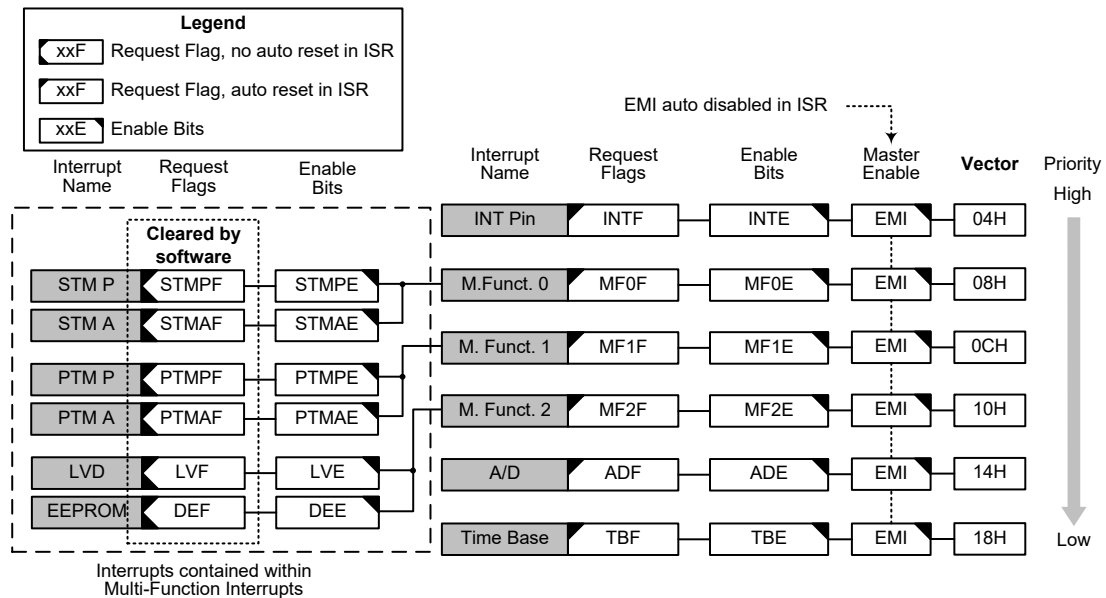 Legend
xxF Request Flag, no auto reset in ISR
xxF Request Flag, auto reset in ISR
xxE Enable Bits
EMI auto disabled in ISR
Interrupt Name
Request Flags
Enable Bits
Interrupt Name
Request Flags
Enable Bits
Master Enable
Vector
Priority
High
Cleared by software
STM P STMPF STMPE
STM A STMAF STMAE
PTM P PTMPF PTMPE
PTM A PTMAF PTMAE
LVD LVF LVE
EEPROM DEF DEE
Interrupts contained within
Multi-Function Interrupts
INT Pin INTF INTE EMI 04H
M.Funct. 0 MF0F MF0E EMI 08H
M. Funct. 1 MF1F MF1E EMI 0CH
M. Funct. 2 MF2F MF2E EMI 10H
A/D ADF ADE EMI 14H
Time Base TBF TBE EMI 18H
Low